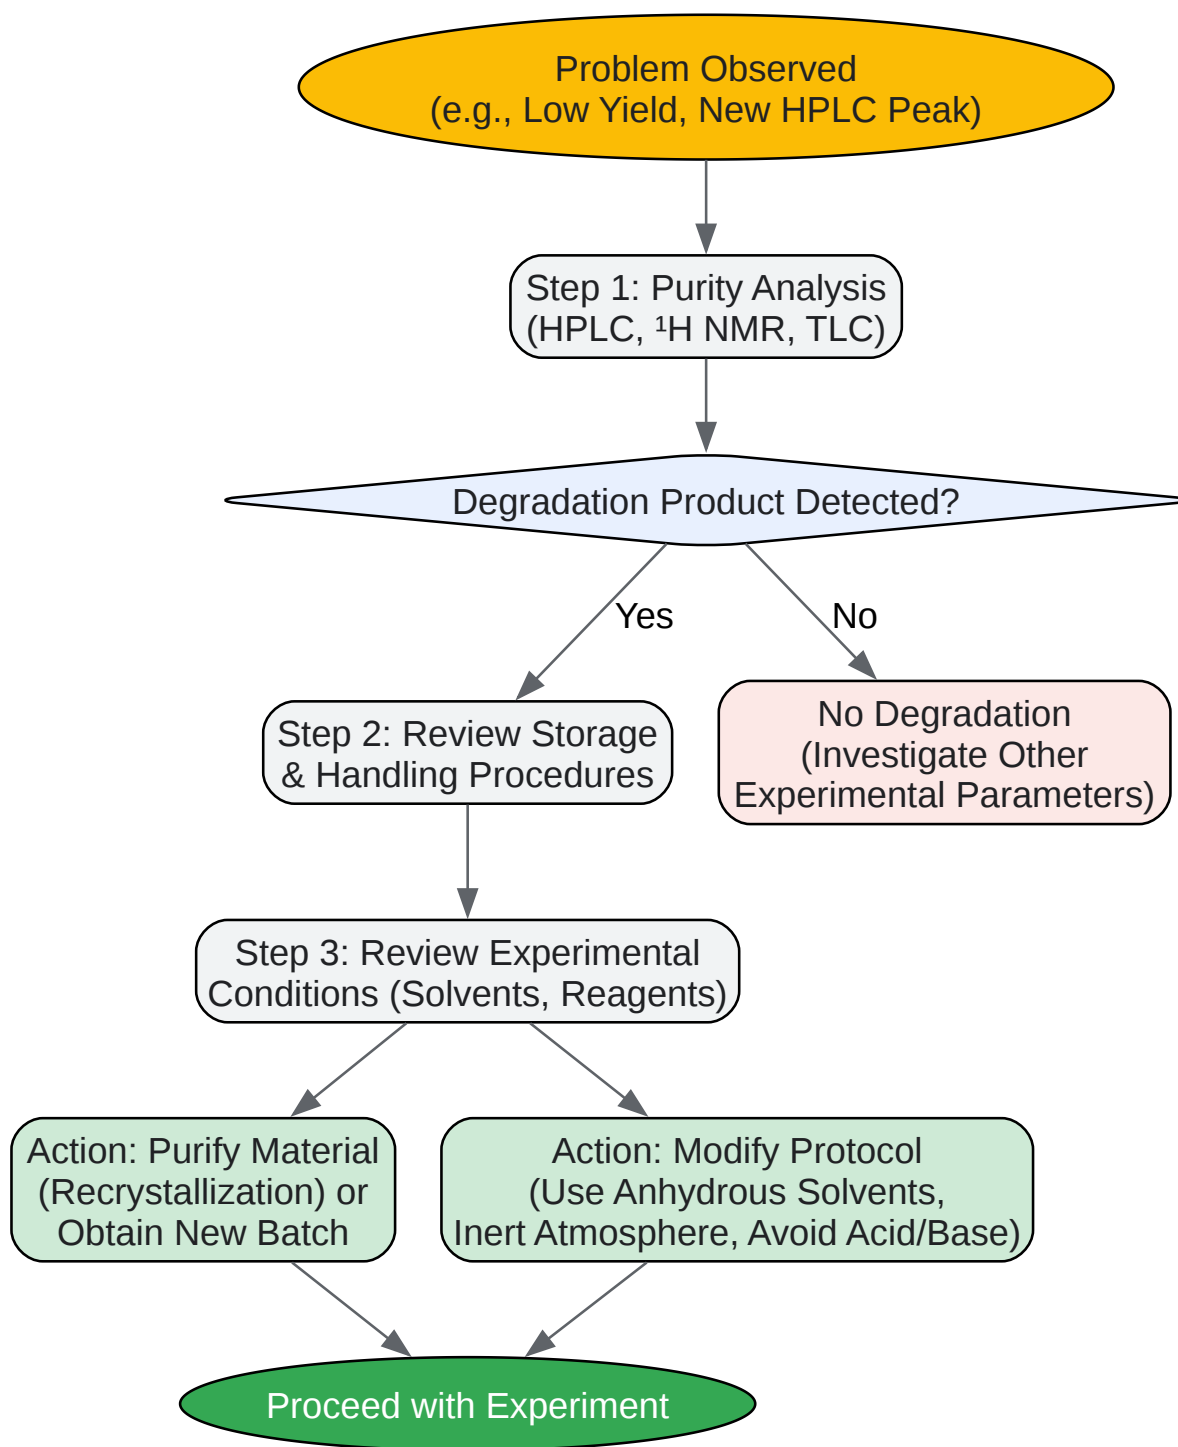 Problem Observed
(e.g., Low Yield, New HPLC Peak)
Step 1: Purity Analysis
(HPLC, ¹H NMR, TLC)
Degradation Product Detected?
Yes
No
Step 2: Review Storage
& Handling Procedures
No Degradation
(Investigate Other
Experimental Parameters)
Step 3: Review Experimental
Conditions (Solvents, Reagents)
Action: Purify Material
(Recrystallization) or
Obtain New Batch
Action: Modify Protocol
(Use Anhydrous Solvents,
Inert Atmosphere, Avoid Acid/Base)
Proceed with Experiment